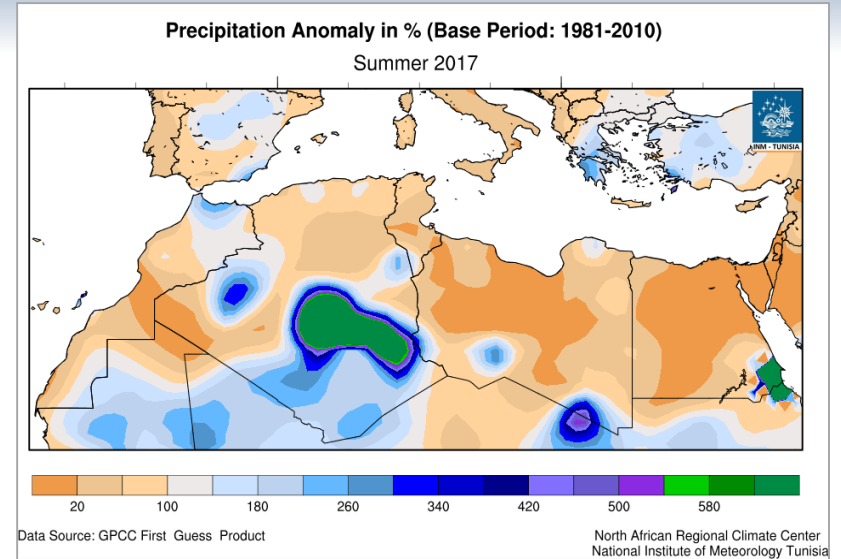 Precipitation Anomaly in % (Base Period: 1981-2010)
Summer 2017
INM - TUNISIA
20 100 180 260 340 420 500 580
Data Source: GPCC First Guess Product
North African Regional Climate Center
National Institute of Meteorology Tunisia